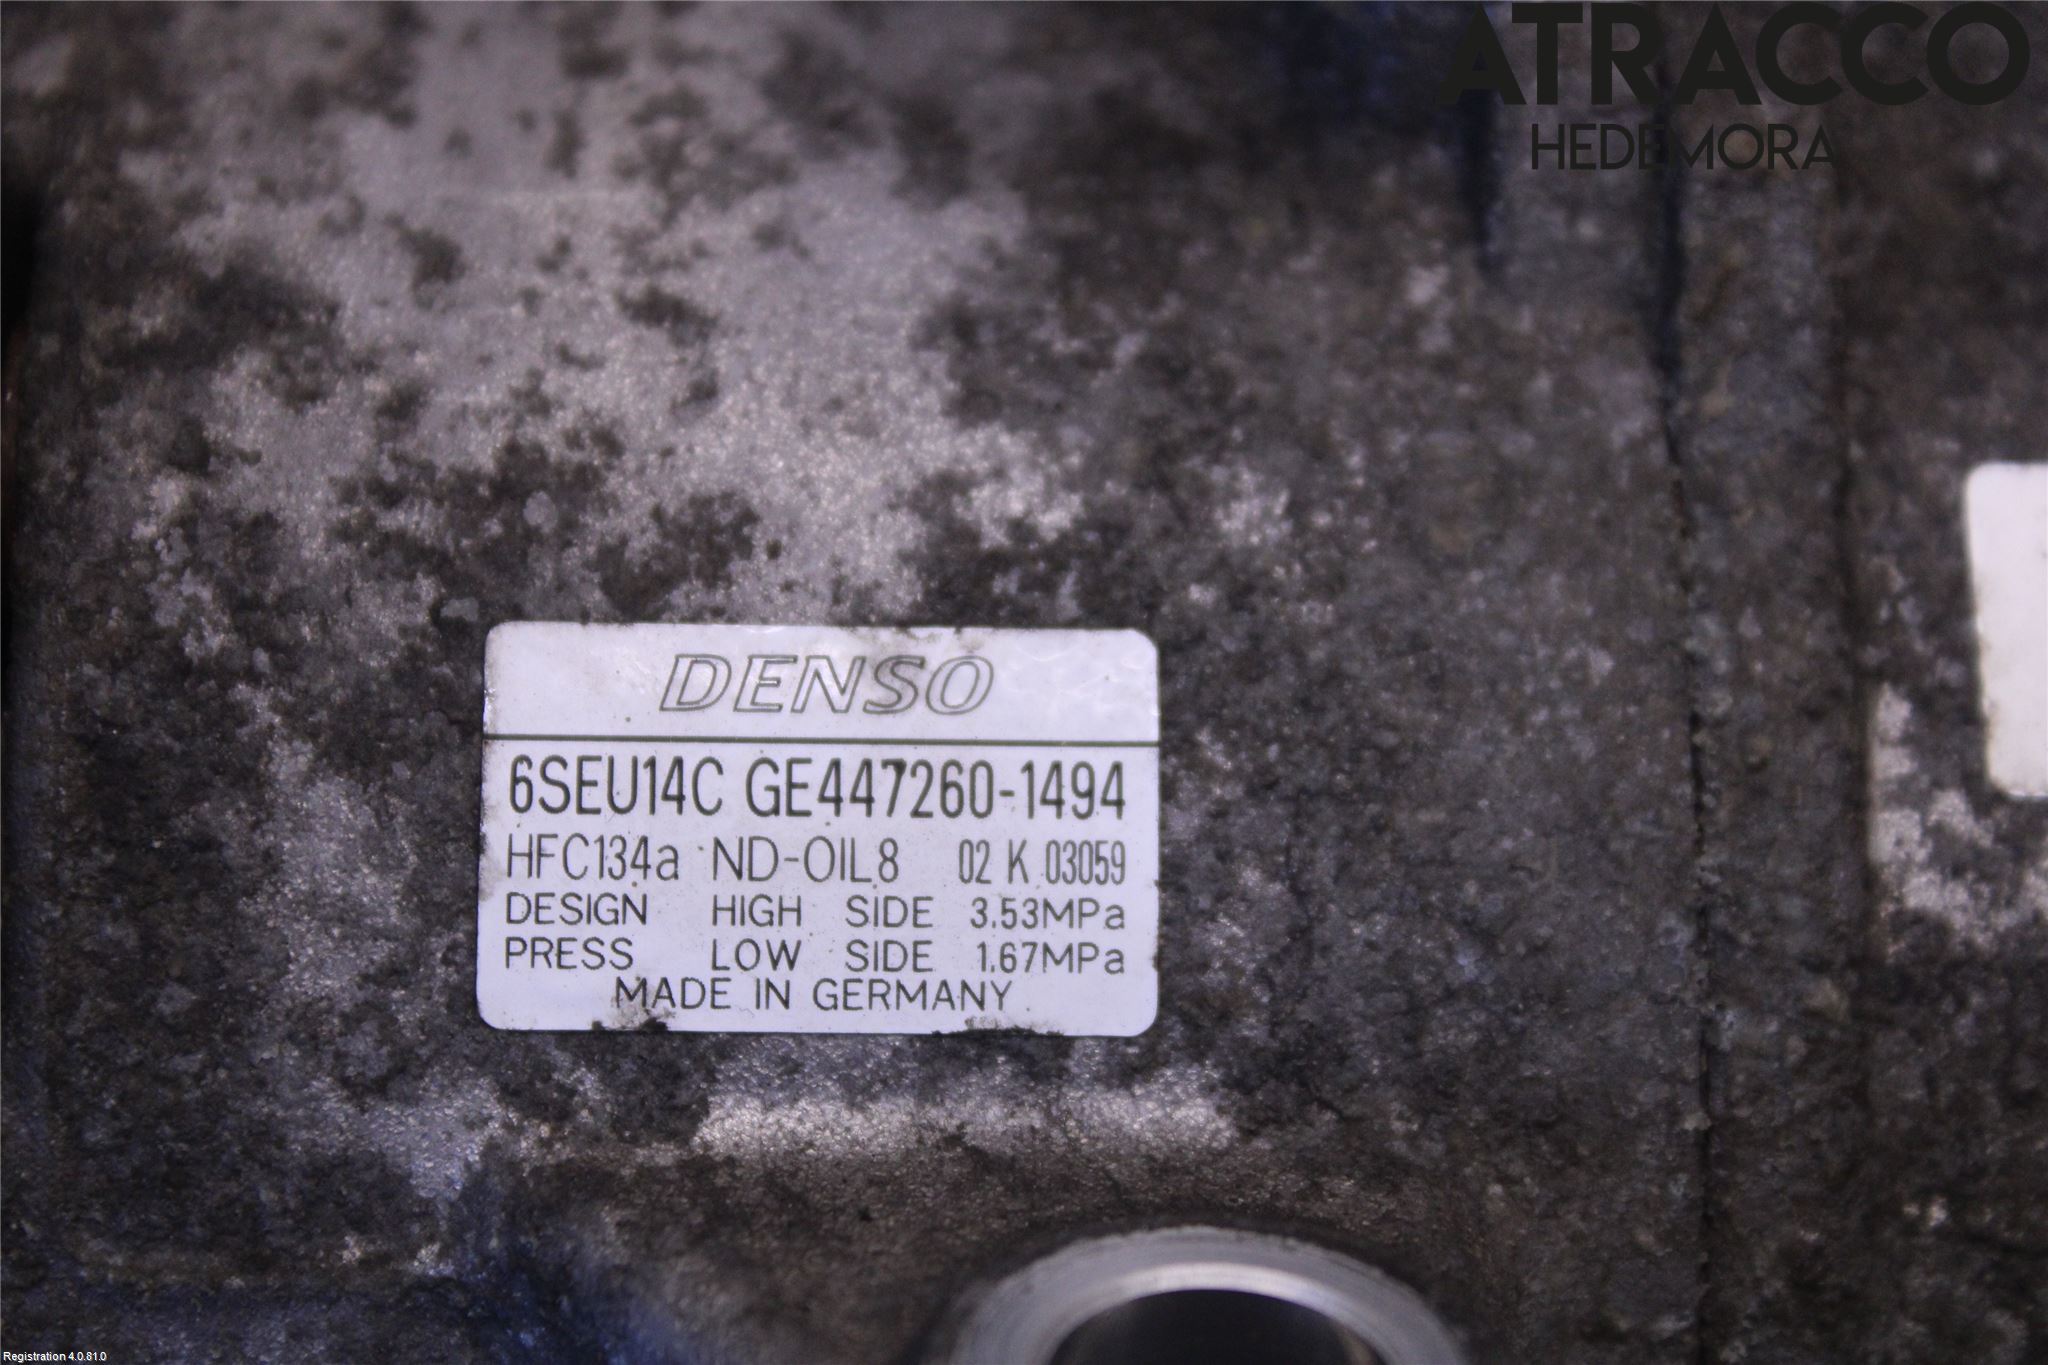 ATRACCO
HEDEMORA
DENSO
6SEU14C GE447260-1494
HFC134a ND-OIL8 02 K 03059
DESIGN HIGH SIDE 3.53MPa
PRESS LOW SIDE 1.67MPa
MADE IN GERMANY
Registration 4.0.81.0